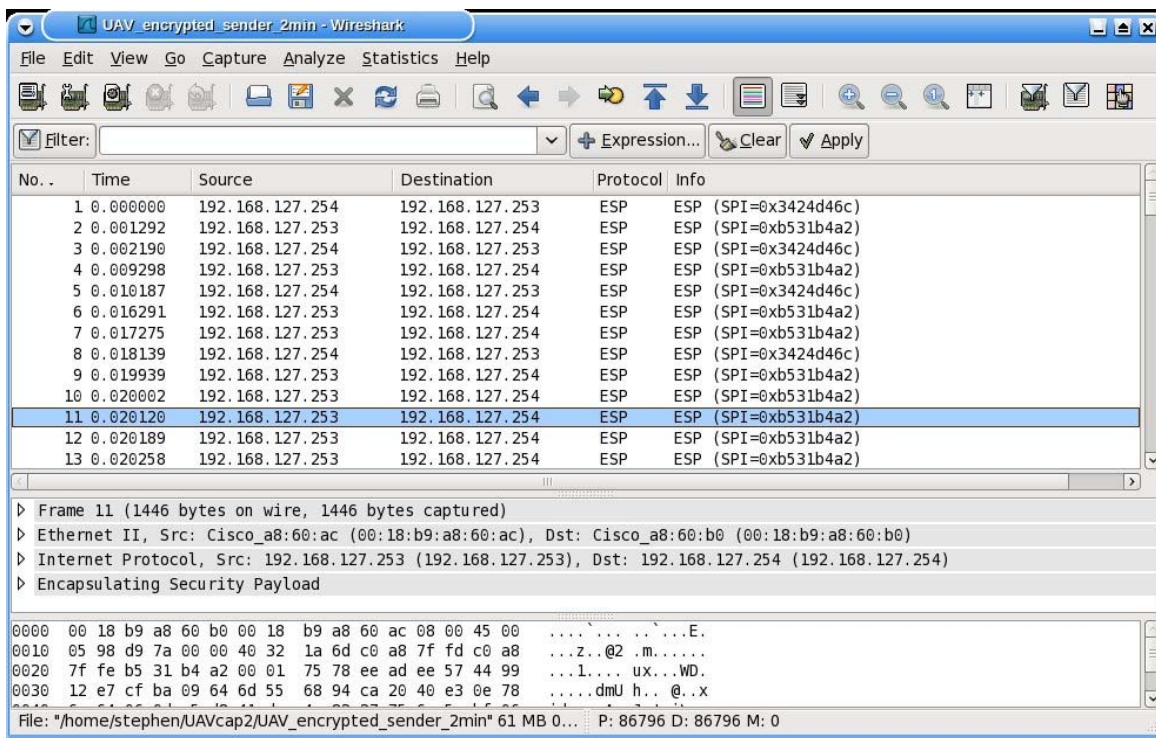 UAV_encrypted_sender_2min - Wireshark
File Edit View Go Capture Analyze Statistics Help
Filter: Expression... Clear Apply
No. . Time Source Destination Protocol Info
1 0.000000 192.168.127.254 192.168.127.253 ESP ESP (SPI=0x3424d46c)
2 0.001292 192.168.127.253 192.168.127.254 ESP ESP (SPI=0xb531b4a2)
3 0.002190 192.168.127.254 192.168.127.253 ESP ESP (SPI=0x3424d46c)
4 0.009298 192.168.127.253 192.168.127.254 ESP ESP (SPI=0xb531b4a2)
5 0.010187 192.168.127.254 192.168.127.253 ESP ESP (SPI=0x3424d46c)
6 0.016291 192.168.127.253 192.168.127.254 ESP ESP (SPI=0xb531b4a2)
7 0.017275 192.168.127.253 192.168.127.254 ESP ESP (SPI=0xb531b4a2)
8 0.018139 192.168.127.254 192.168.127.253 ESP ESP (SPI=0x3424d46c)
9 0.019939 192.168.127.253 192.168.127.254 ESP ESP (SPI=0xb531b4a2)
10 0.020002 192.168.127.253 192.168.127.254 ESP ESP (SPI=0xb531b4a2)
11 0.020120 192.168.127.253 192.168.127.254 ESP ESP (SPI=0xb531b4a2)
12 0.020189 192.168.127.253 192.168.127.254 ESP ESP (SPI=0xb531b4a2)
13 0.020258 192.168.127.253 192.168.127.254 ESP ESP (SPI=0xb531b4a2)
Frame 11 (1446 bytes on wire, 1446 bytes captured)
Ethernet II, Src: Cisco_a8:60:ac (00:18:b9:a8:60:ac), Dst: Cisco_a8:60:b0 (00:18:b9:a8:60:b0)
Internet Protocol, Src: 192.168.127.253 (192.168.127.253), Dst: 192.168.127.254 (192.168.127.254)
Encapsulating Security Payload
0000 00 18 b9 a8 60 b0 00 18 b9 a8 60 ac 08 00 45 00 ....`... ..`...E.
0010 05 98 d9 7a 00 00 40 32 1a 6d c0 a8 7f fd c0 a8 ...z..@2 .m......
0020 7f fe b5 31 b4 a2 00 01 75 78 ee ad ee 57 44 99 ...1.... ux...WD.
0030 12 e7 cf ba 09 64 6d 55 68 94 ca 20 40 e3 0e 78 .....dmU h.. @..x
File: "/home/stephen/UAVcap2/UAV_encrypted_sender_2min" 61 MB 0... P: 86796 D: 86796 M: 0